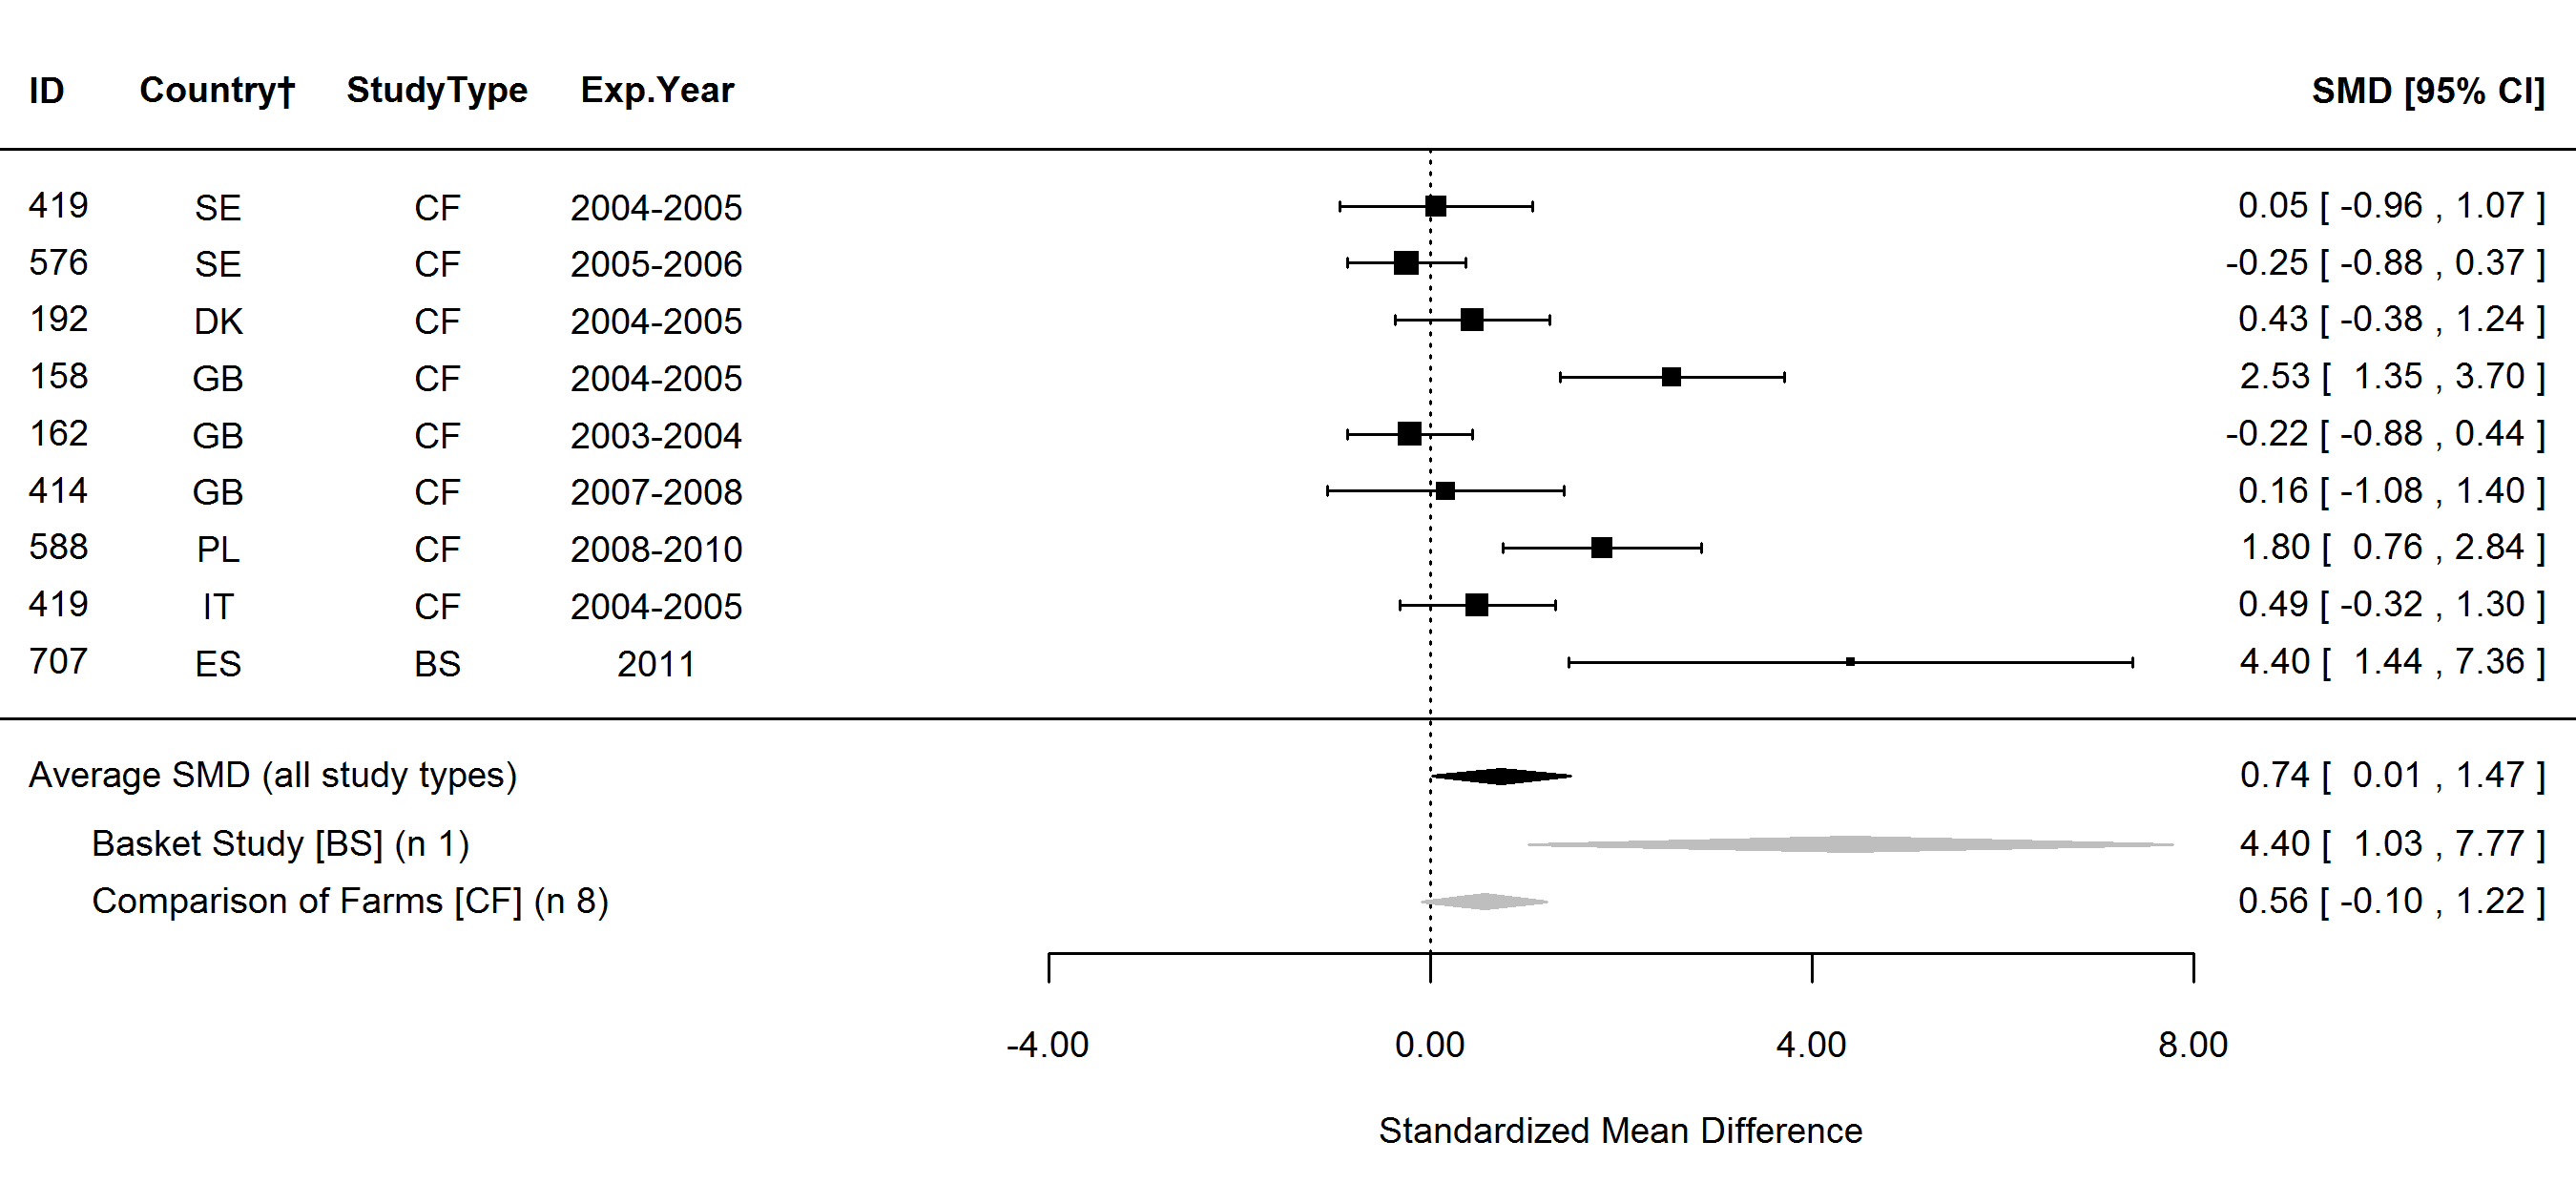 ID Country† StudyType Exp.Year SMD [95% CI]
419 SE CF 2004-2005 0.05 [ -0.96 , 1.07 ]
576 SE CF 2005-2006 -0.25 [ -0.88 , 0.37 ]
192 DK CF 2004-2005 0.43 [ -0.38 , 1.24 ]
158 GB CF 2004-2005 2.53 [ 1.35 , 3.70 ]
162 GB CF 2003-2004 -0.22 [ -0.88 , 0.44 ]
414 GB CF 2007-2008 0.16 [ -1.08 , 1.40 ]
588 PL CF 2008-2010 1.80 [ 0.76 , 2.84 ]
419 IT CF 2004-2005 0.49 [ -0.32 , 1.30 ]
707 ES BS 2011 4.40 [ 1.44 , 7.36 ]
Average SMD (all study types) 0.74 [ 0.01 , 1.47 ]
Basket Study [BS] (n 1) 4.40 [ 1.03 , 7.77 ]
Comparison of Farms [CF] (n 8) 0.56 [ -0.10 , 1.22 ]
-4.00 0.00 4.00 8.00
Standardized Mean Difference